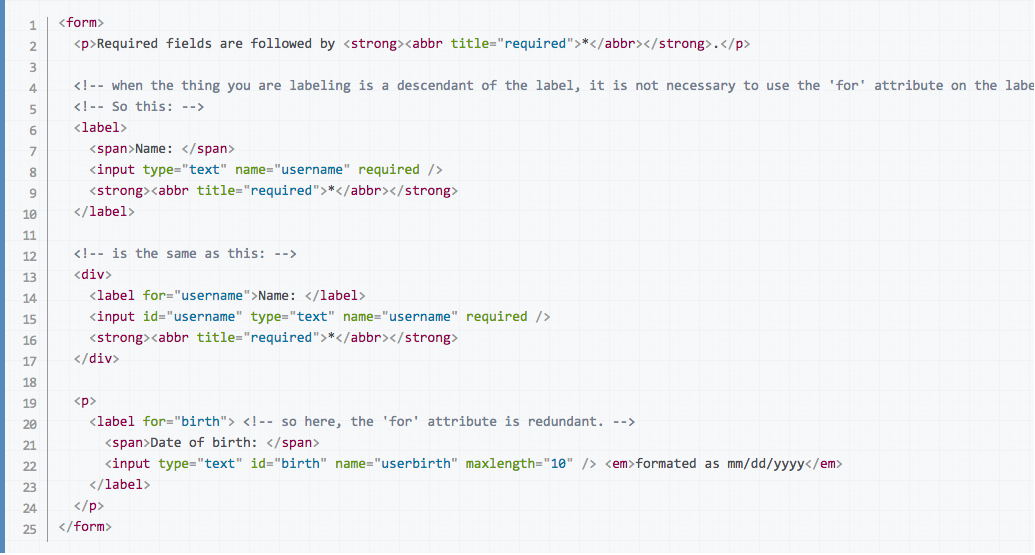 1 <form>
2 <p>Required fields are followed by <strong><abbr title="required">*</abbr></strong>.</p>
3
4 <!-- when the thing you are labeling is a descendant of the label, it is not necessary to use the 'for' attribute on the labe
5 <!-- So this: -->
6 <label>
7 <span>Name: </span>
8 <input type="text" name="username" required />
9 <strong><abbr title="required">*</abbr></strong>
10 </label>
11
12 <!-- is the same as this: -->
13 <div>
14 <label for="username">Name: </label>
15 <input id="username" type="text" name="username" required />
16 <strong><abbr title="required">*</abbr></strong>
17 </div>
18
19 <p>
20 <label for="birth"> <!-- so here, the 'for' attribute is redundant. -->
21 <span>Date of birth: </span>
22 <input type="text" id="birth" name="userbirth" maxlength="10" /> <em>formated as mm/dd/yyyy</em>
23 </label>
24 </p>
25 </form>